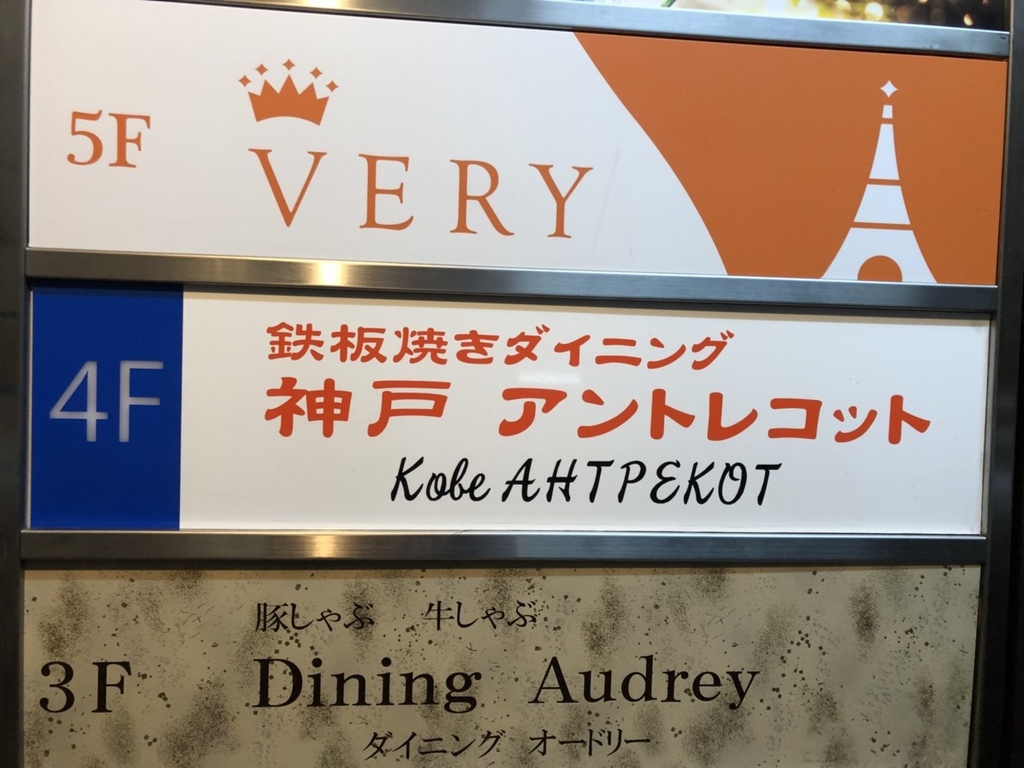 5F
VERY
4F
鉄板焼きダイニング
神戸 アントレコット
Kobe АНТРЕКОТ
豚しゃぶ 牛しゃぶ
3F
Dining Audrey
ダイニング オードリー